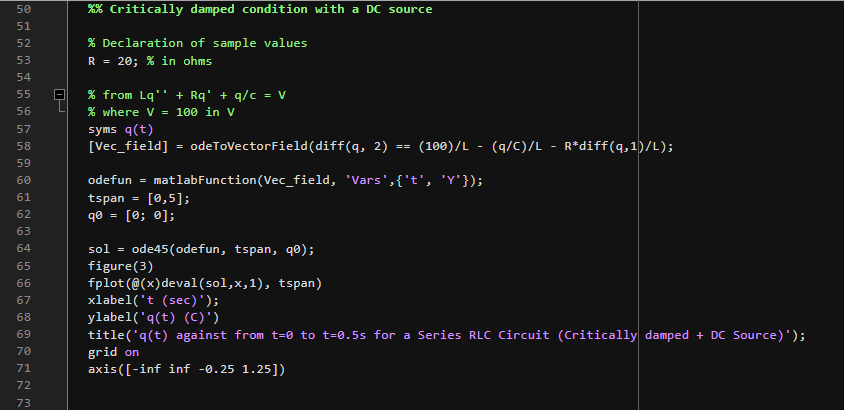 50 %% Critically damped condition with a DC source
51
52 % Declaration of sample values
53 R = 20; % in ohms
54
55 % from Lq'' + Rq' + q/c = V
56 % where V = 100 in V
57 syms q(t)
58 [Vec_field] = odeToVectorField(diff(q, 2) == (100)/L - (q/C)/L - R*diff(q,1)/L);
59
60 odefun = matlabFunction(Vec_field, 'Vars',{'t', 'Y'});
61 tspan = [0,5];
62 q0 = [0; 0];
63
64 sol = ode45(odefun, tspan, q0);
65 figure(3)
66 fplot(@(x)deval(sol,x,1), tspan)
67 xlabel('t (sec)');
68 ylabel('q(t) (C)')
69 title('q(t) against from t=0 to t=0.5s for a Series RLC Circuit (Critically damped + DC Source)');
70 grid on
71 axis([-inf inf -0.25 1.25])
72
73